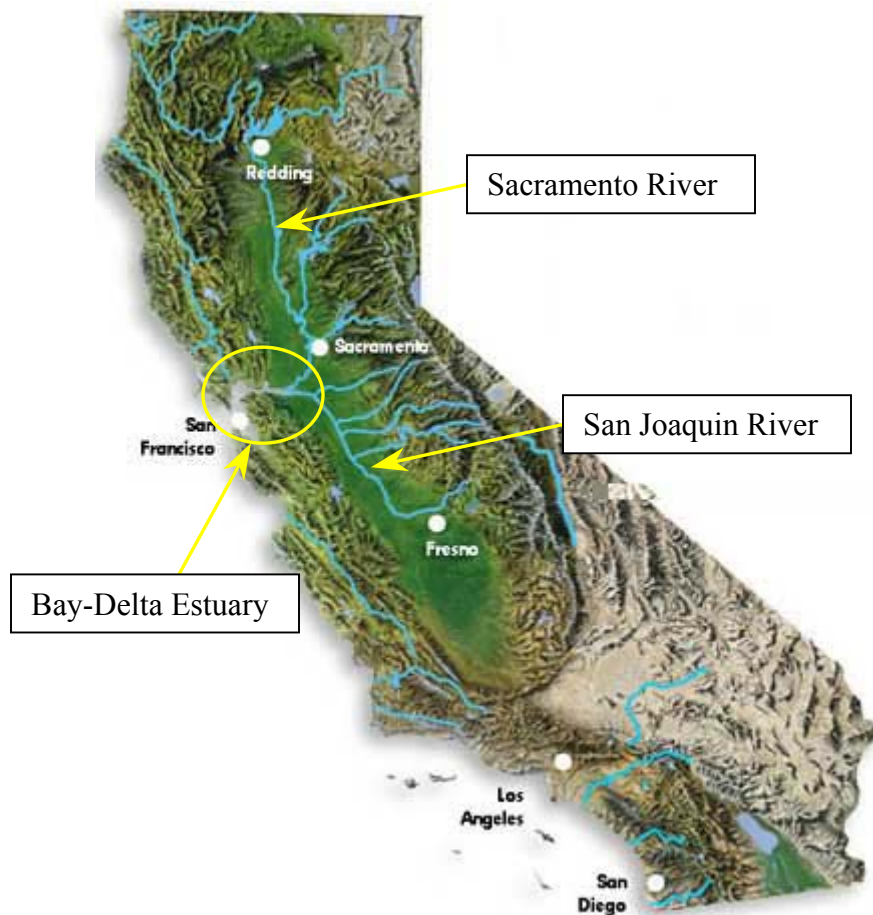 Redding
Sacramento River
Sacramento
San
Francisco
San Joaquin River
Fresno
Bay-Delta Estuary
Los
Angeles
San
Diego